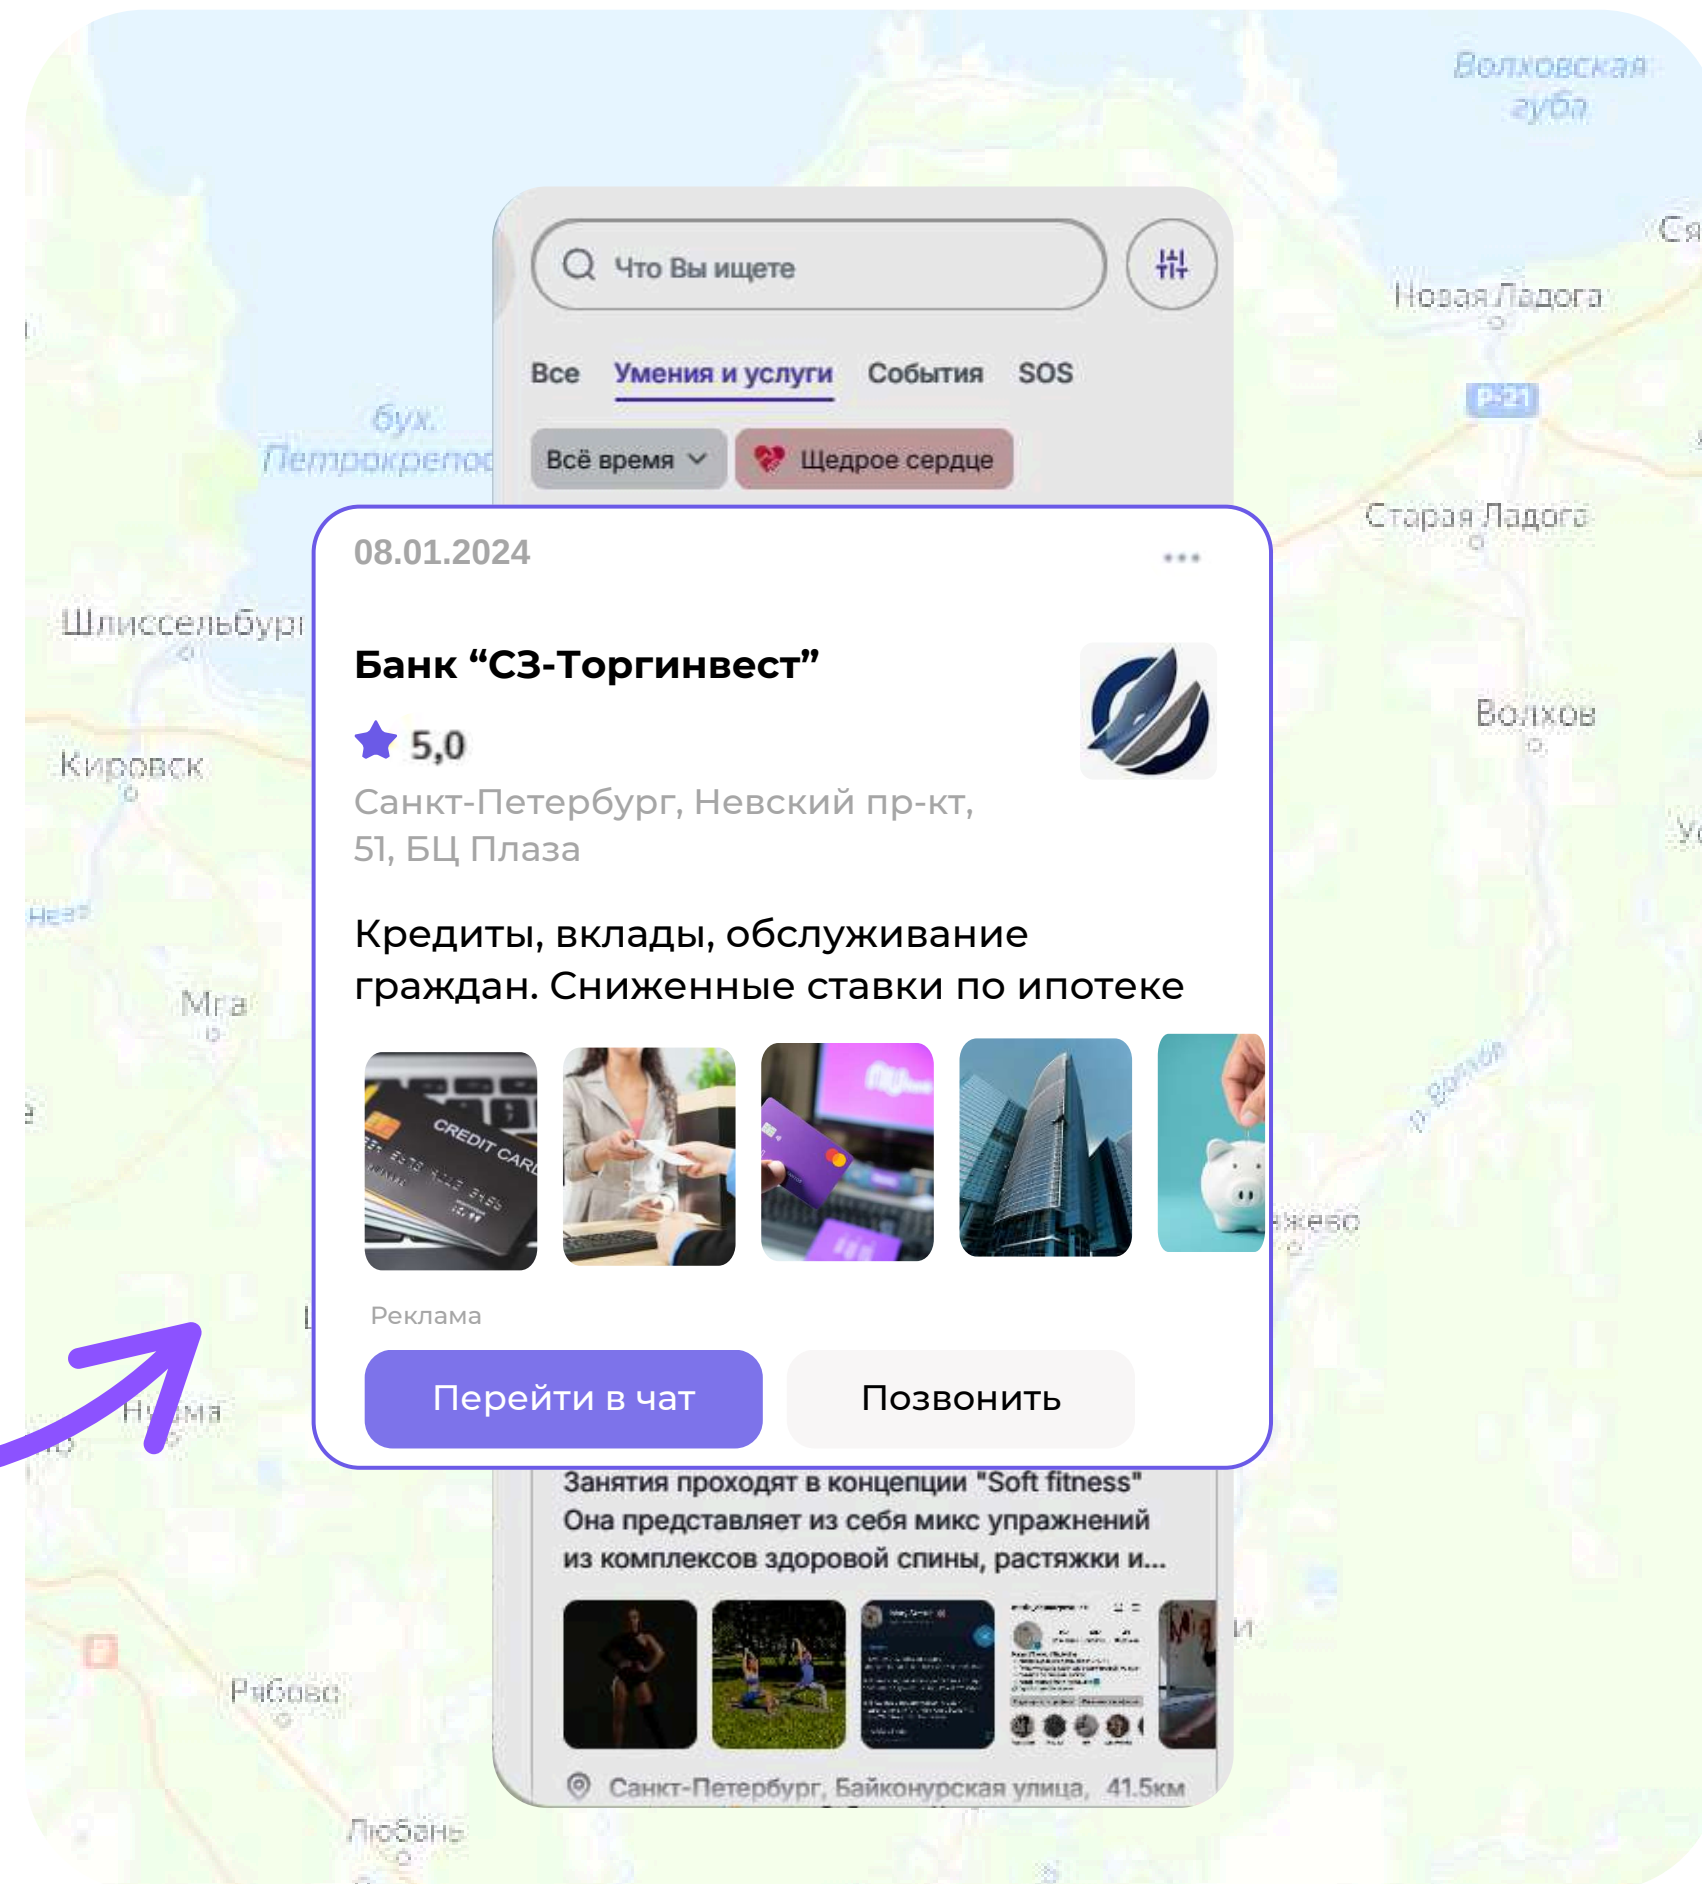 Волховская
губа
Ся
Новая Ладога
Р-21
бух.
Петрокрепос
Старая Ладога
Шлиссельбург
Волхов
Кировск
Мга
Рябово
Любань
Что Вы ищете
Все Умения и услуги События SOS
Всё время Щедрое сердце
08.01.2024
Банк “СЗ-Торгинвест”
5,0
Санкт-Петербург, Невский пр-кт,
51, БЦ Плаза
Кредиты, вклады, обслуживание
граждан. Сниженные ставки по ипотеке
CREDIT CARD
Реклама
Перейти в чат Позвонить
Занятия проходят в концепции "Soft fitness"
Она представляет из себя микс упражнений
из комплексов здоровой спины, растяжки и...
Санкт-Петербург, Байконурская улица, 41.5км